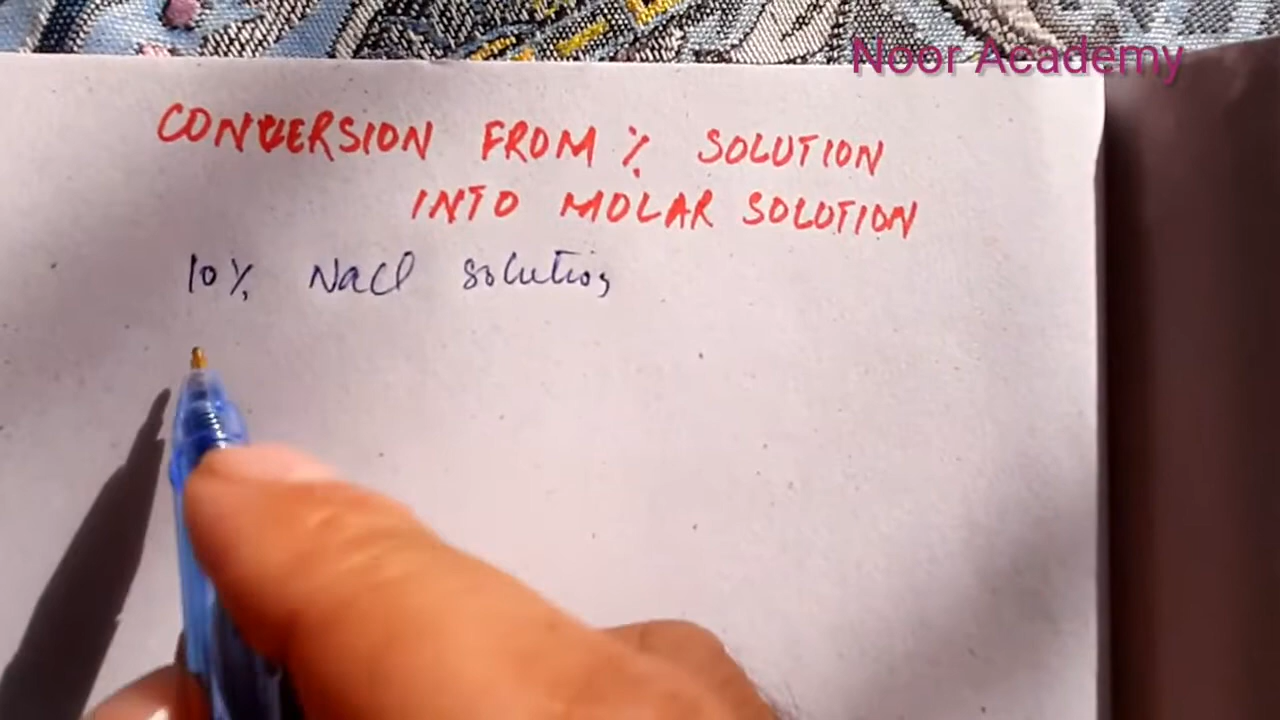 Noor Academy
CONVERSION FROM % SOLUTION
INTO MOLAR SOLUTION
10% NaCl solution